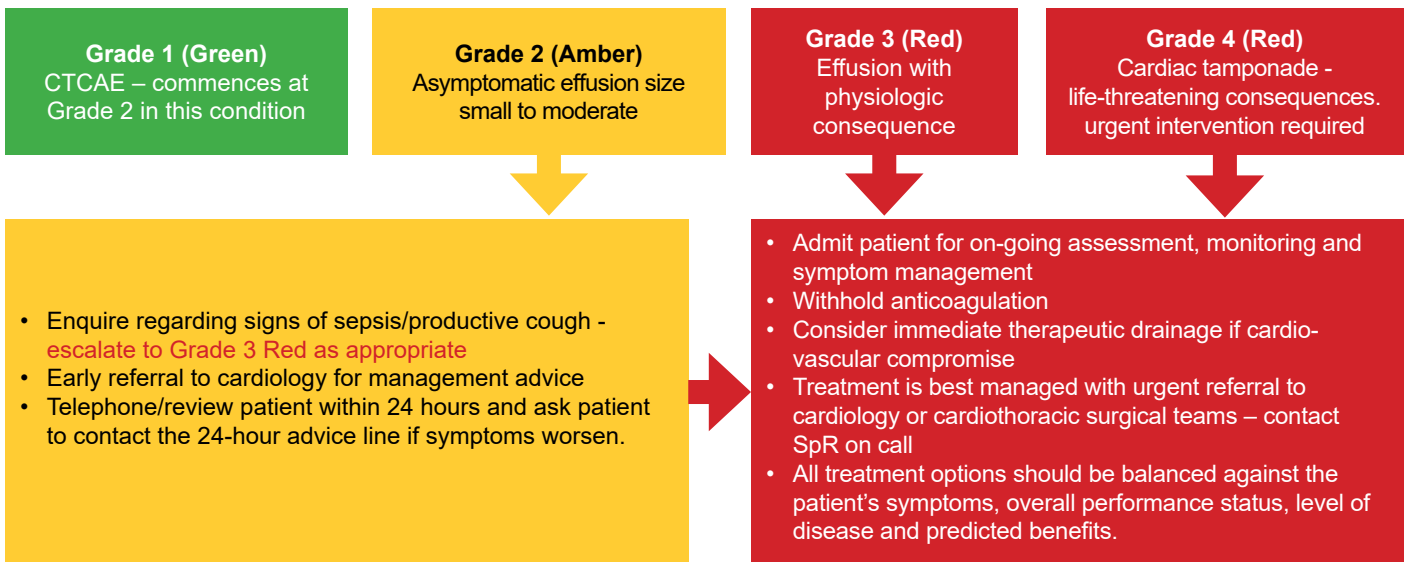 Grade 1 (Green)
CTCAE – commences at
Grade 2 in this condition
Grade 2 (Amber)
Asymptomatic effusion size
small to moderate
Grade 3 (Red)
Effusion with
physiologic
consequence
Grade 4 (Red)
Cardiac tamponade -
life-threatening consequences.
urgent intervention required
• Enquire regarding signs of sepsis/productive cough -
escalate to Grade 3 Red as appropriate
• Early referral to cardiology for management advice
• Telephone/review patient within 24 hours and ask patient
to contact the 24-hour advice line if symptoms worsen.
• Admit patient for on-going assessment, monitoring and
symptom management
• Withhold anticoagulation
• Consider immediate therapeutic drainage if cardio-
vascular compromise
• Treatment is best managed with urgent referral to
cardiology or cardiothoracic surgical teams – contact
SpR on call
• All treatment options should be balanced against the
patient’s symptoms, overall performance status, level of
disease and predicted benefits.